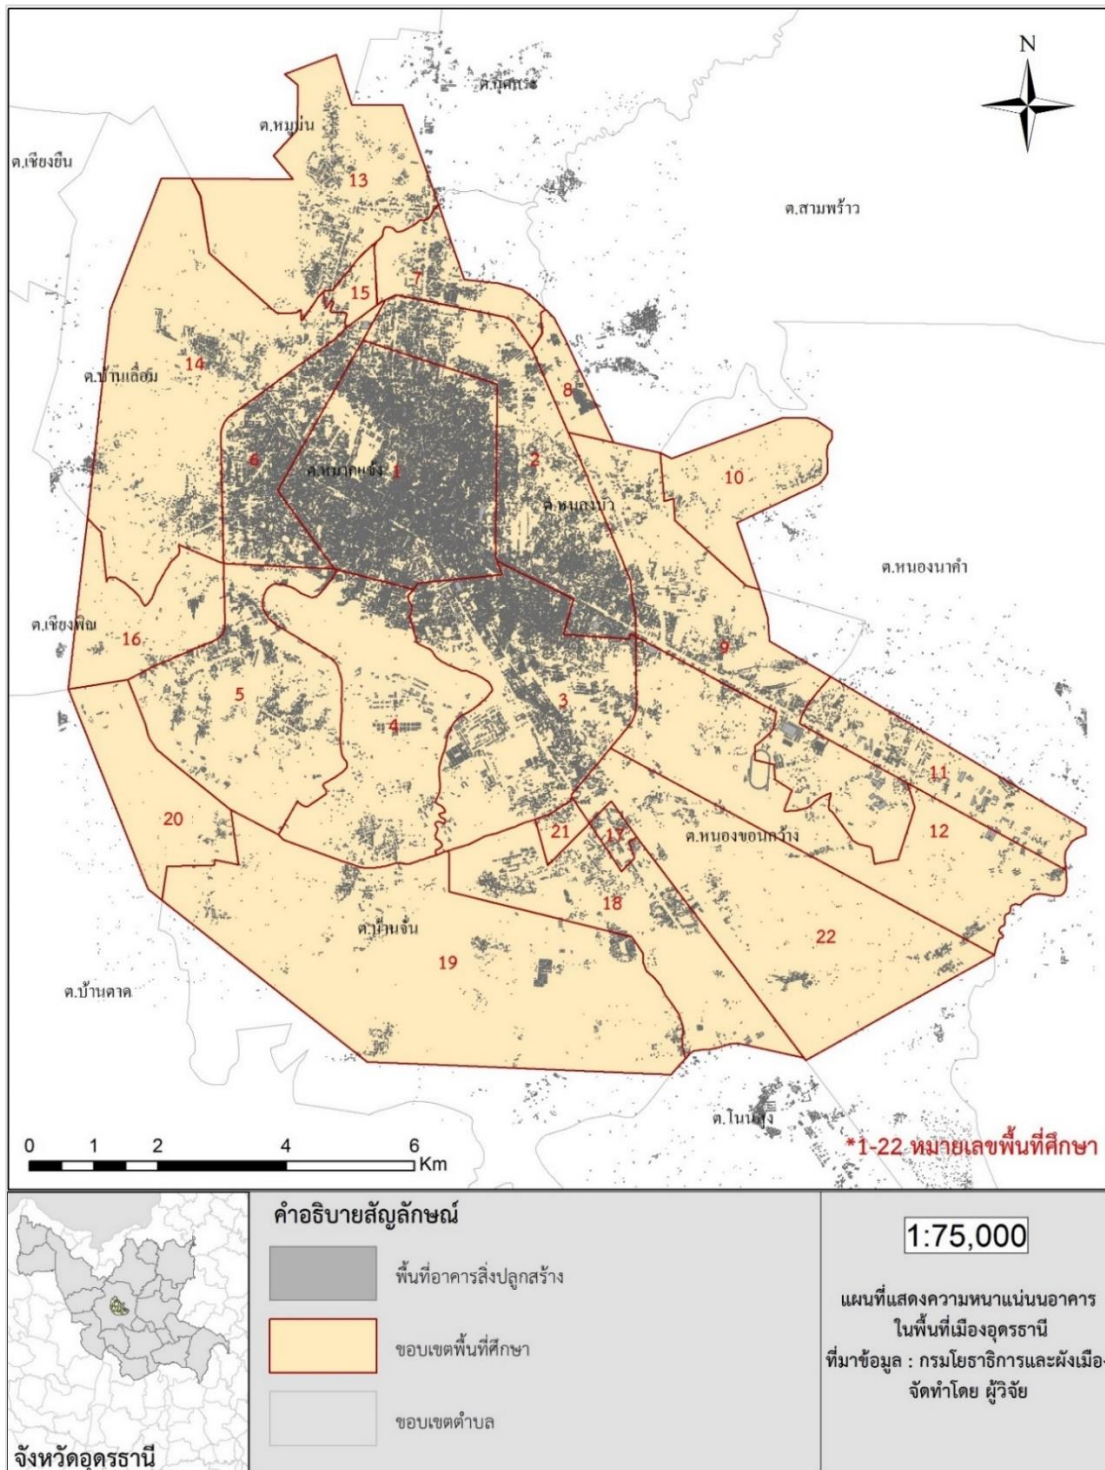 N
ต.กุดสระ
ต.หมูม่น
ต.เชียงยืน
13
ต.สามพร้าว
7
15
14
ต.บ้านเลื่อม
8
6
ต.หมากแข้ง
1
2
10
ต.หนองบัว
ต.หนองนาคำ
ต.เชียงพิณ
16
9
5
3
4
11
20
21
17
ต.หนองขอนกว้าง
12
18
ต.บ้านจั่น
22
19
ต.บ้านตาด
ต.โนนสูง
0 1 2 4 6
Km
*1-22 หมายเลขพื้นที่ศึกษา
คำอธิบายสัญลักษณ์
พื้นที่อาคารสิ่งปลูกสร้าง
ขอบเขตพื้นที่ศึกษา
ขอบเขตตำบล
จังหวัดอุดรธานี
1:75,000
แผนที่แสดงความหนาแน่นอาคาร
ในพื้นที่เมืองอุดรธานี
ที่มาข้อมูล : กรมโยธาธิการและผังเมือง
จัดทำโดย ผู้วิจัย